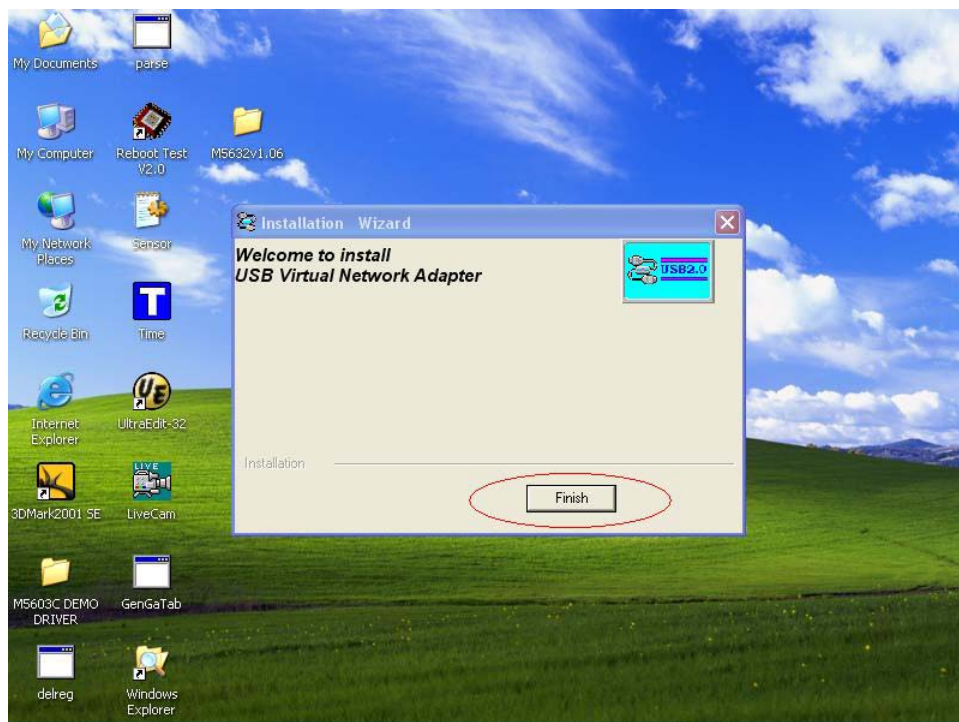 My Documents
parse
My Computer
Reboot Test
V2.0
M5632v1.06
My Network
Places
Sensor
Recycle Bin
T
Time
Internet
Explorer
UE
UltraEdit-32
3DMark2001 SE
LIVE
LiveCam
M5603C DEMO
DRIVER
GenGaTab
delreg
Windows
Explorer
Installation Wizard
Welcome to install
USB Virtual Network Adapter
USB2.0
Installation
Finish